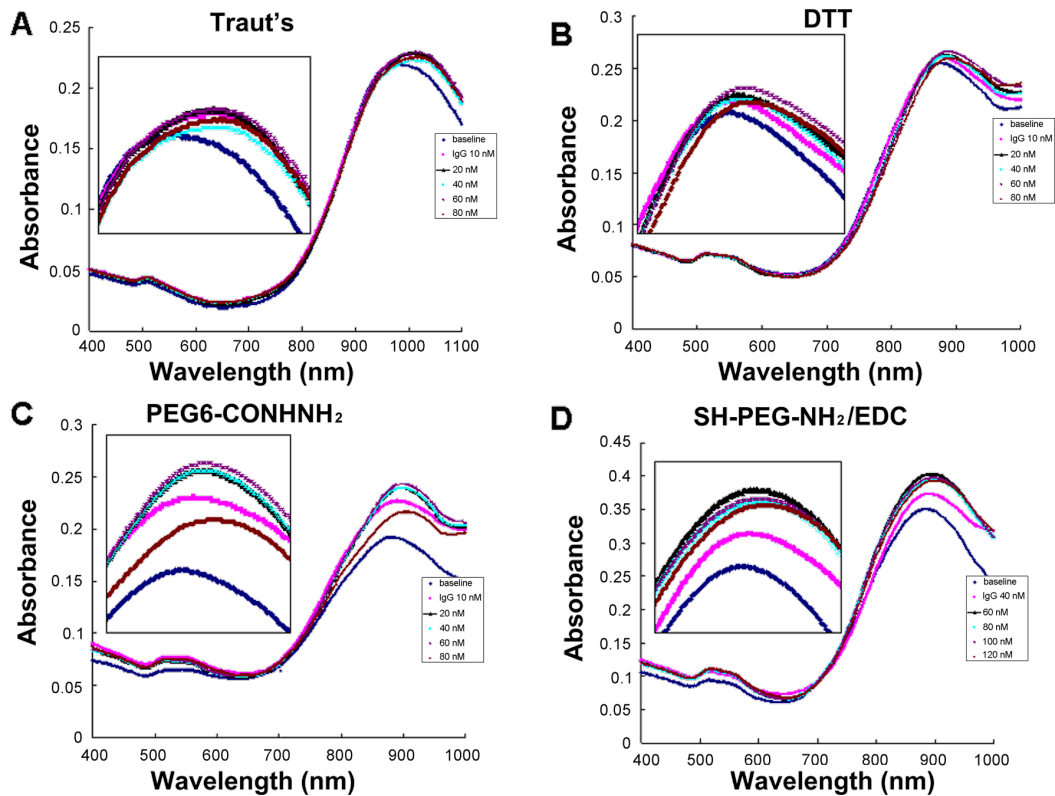 A
Traut's
Absorbance
0.25
0.2
0.15
0.1
0.05
0
400 500 600 700 800 900 1000 1100
Wavelength (nm)
baseline
IgG 10 nM
20 nM
40 nM
60 nM
80 nM
B
DTT
Absorbance
0.3
0.25
0.2
0.15
0.1
0.05
0
400 500 600 700 800 900 1000
Wavelength (nm)
baseline
IgG 10 nM
20 nM
40 nM
60 nM
80 nM
C
PEG6-CONHNH₂
Absorbance
0.3
0.25
0.2
0.15
0.1
0.05
0
400 500 600 700 800 900 1000
Wavelength (nm)
baseline
IgG 10 nM
20 nM
40 nM
60 nM
80 nM
D
SH-PEG-NH₂/EDC
Absorbance
0.45
0.4
0.35
0.3
0.25
0.2
0.15
0.1
0.05
0
400 500 600 700 800 900 1000
Wavelength (nm)
baseline
IgG 40 nM
60 nM
80 nM
100 nM
120 nM